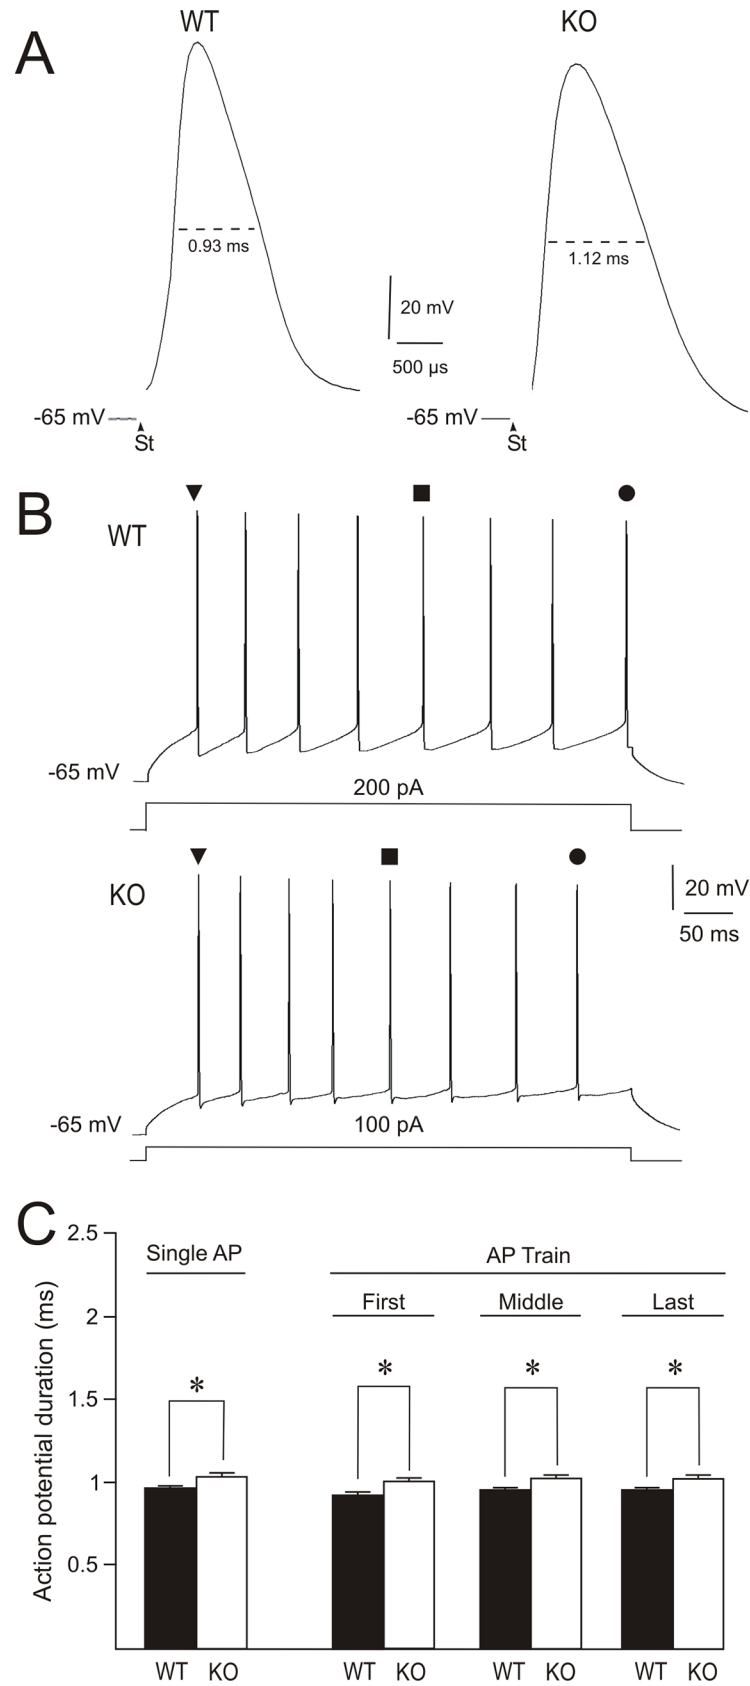 A
WT
KO
0.93 ms
1.12 ms
20 mV
500 µs
-65 mV
St
-65 mV
St
B
WT
-65 mV
200 pA
KO
20 mV
50 ms
-65 mV
100 pA
C
Action potential duration (ms)
2.5
2
1.5
1
0.5
Single AP
AP Train
First
Middle
Last
*
*
*
*
WT KO
WT KO
WT KO
WT KO